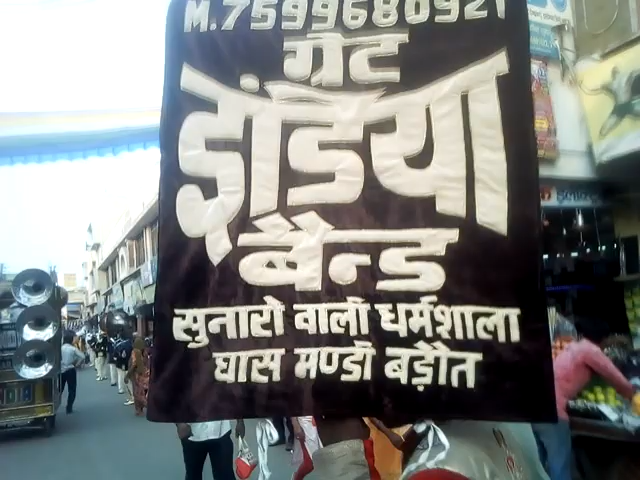 M.7599680921
ग्रेट
इंडिया
बैन्ड
सुनारो वाली धर्मशाला
घास मण्डी बड़ौत